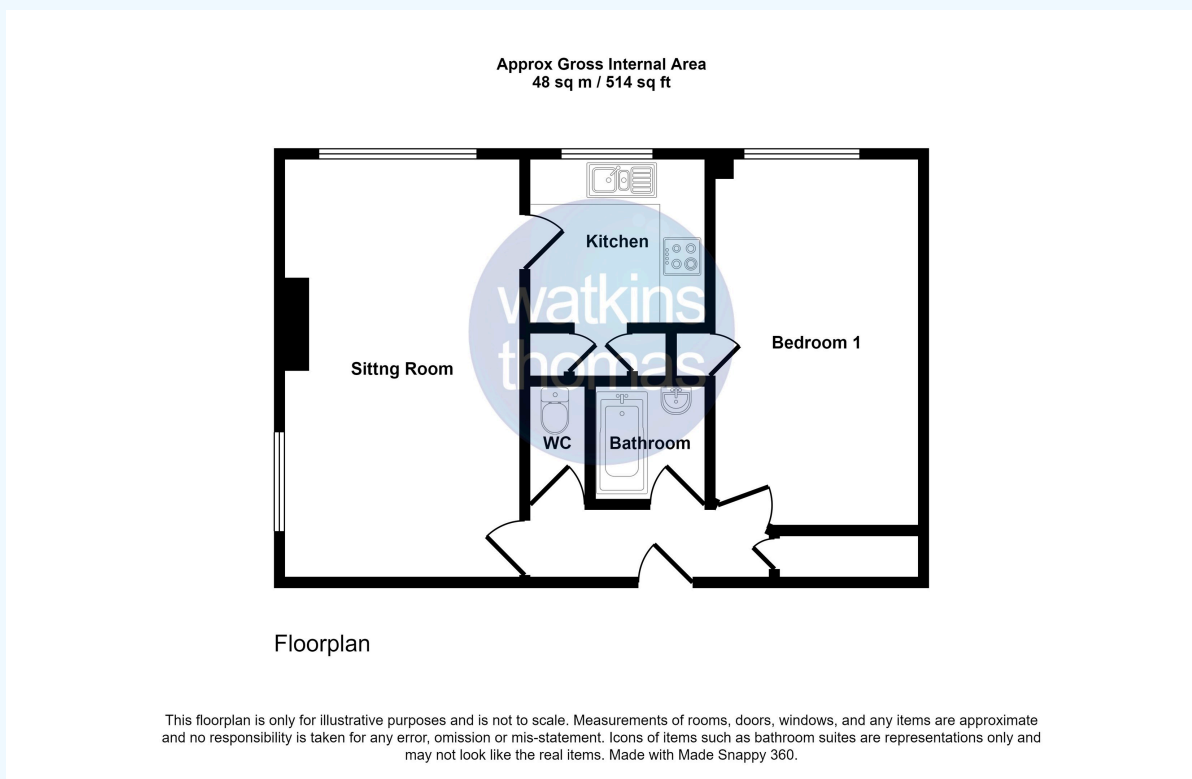 Approx Gross Internal Area
48 sq m / 514 sq ft
Kitchen
watkins
thomas
Bedroom 1
Sittng Room
WC
Bathroom
Floorplan
This floorplan is only for illustrative purposes and is not to scale. Measurements of rooms, doors, windows, and any items are approximate
and no responsibility is taken for any error, omission or mis-statement. Icons of items such as bathroom suites are representations only and
may not look like the real items. Made with Made Snappy 360.